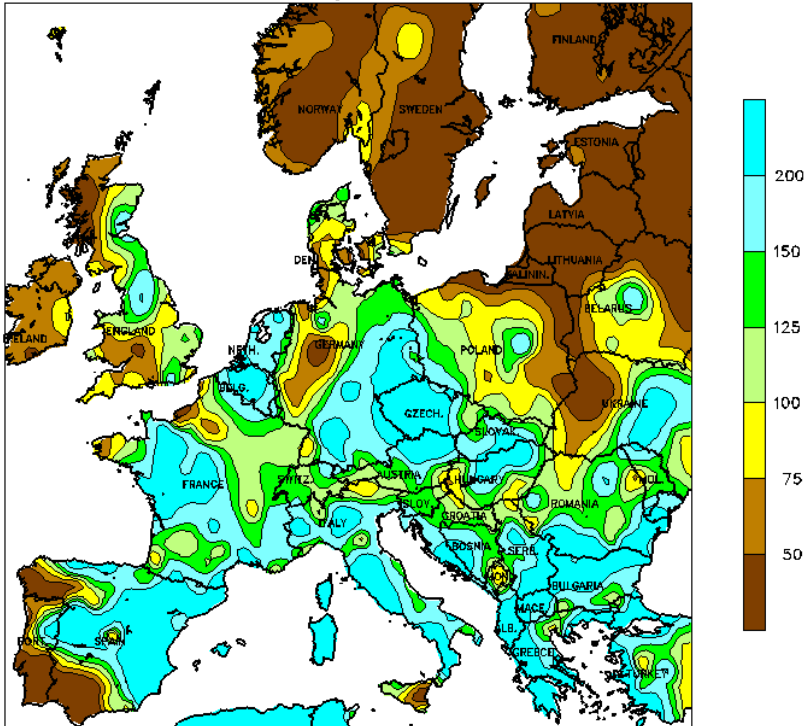 FINLAND
NORWAY
SWEDEN
ESTONIA
LATVIA
LITHUANIA
KALININ.
DEN.
BELARUS
IRELAND
ENGLAND
NETH.
GERMANY
POLAND
BELG.
UKRAINE
CZECH.
SLOVAK.
FRANCE
SWITZ.
AUSTRIA
HUNGARY
MOL.
SLOV.
CROATIA
ROMANIA
ITALY
BOSNIA
SERB.
MON.
BULGARIA
MACE.
PORT.
SPAIN
ALB.
GREECE
TURKEY
200
150
125
100
75
50